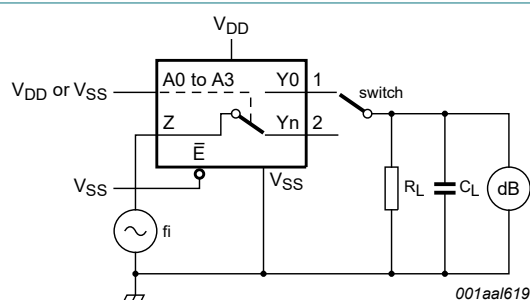 VDD
VDD or VSS
A0 to A3
Y0
1
switch
Z
Yn
2
E̅
VSS
VSS
RL
CL
dB
fi
001aal619